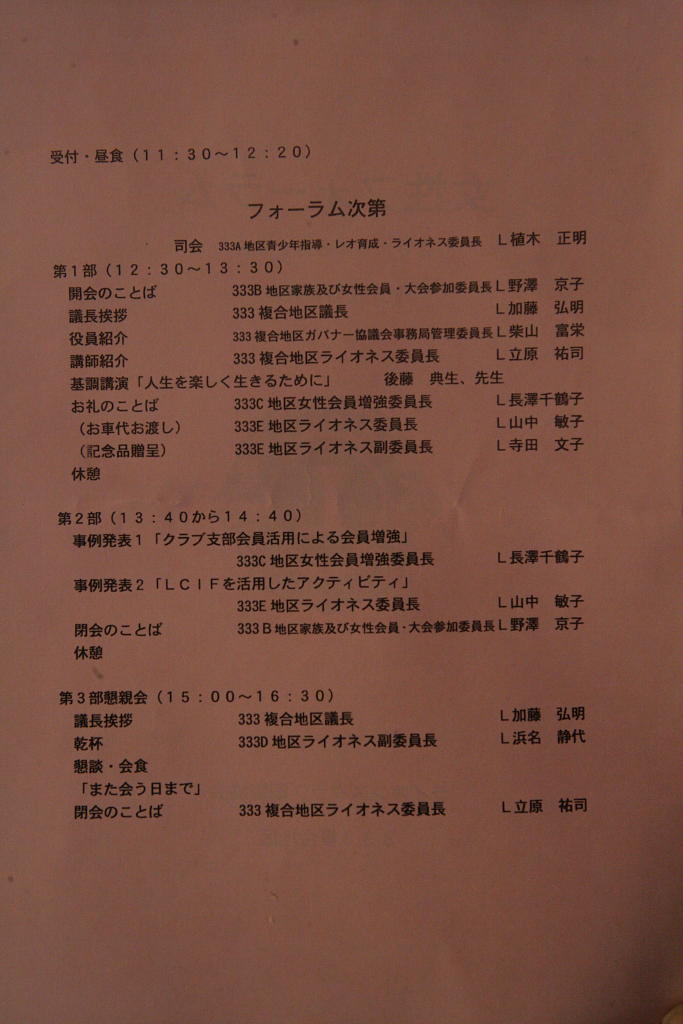 受付・昼食（１１：３０～１２：２０）
フォーラム次第
司会　333A 地区青少年指導・レオ育成・ライオネス委員長　Ｌ植木　正明
第１部（１２：３０～１３：３０）
開会のことば　333B 地区家族及び女性会員・大会参加委員長Ｌ野澤　京子
議長挨拶　333 複合地区議長　Ｌ加藤　弘明
役員紹介　333 複合地区ガバナー協議会事務局管理委員長Ｌ柴山　富栄
講師紹介　333 複合地区ライオネス委員長　Ｌ立原　祐司
基調講演「人生を楽しく生きるために」　後藤　典生、先生
お礼のことば　333C 地区女性会員増強委員長　Ｌ長澤千鶴子
（お車代お渡し）　333E 地区ライオネス委員長　Ｌ山中　敏子
（記念品贈呈）　333E 地区ライオネス副委員長　Ｌ寺田　文子
休憩
第２部（１３：４０から１４：４０）
事例発表１「クラブ支部会員活用による会員増強」
333C 地区女性会員増強委員長　Ｌ長澤千鶴子
事例発表２「ＬＣＩＦを活用したアクティビティ」
333E 地区ライオネス委員長　Ｌ山中　敏子
閉会のことば　333Ｂ地区家族及び女性会員・大会参加委員長Ｌ野澤　京子
休憩
第３部懇親会（１５：００～１６：３０）
議長挨拶　333 複合地区議長　Ｌ加藤　弘明
乾杯　333D 地区ライオネス副委員長　Ｌ浜名　静代
懇談・会食
「また会う日まで」
閉会のことば　333 複合地区ライオネス委員長　Ｌ立原　祐司